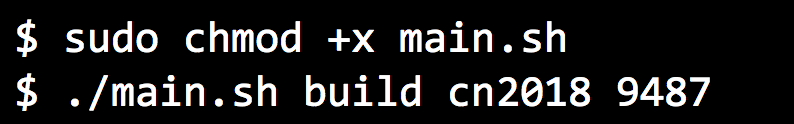 $ sudo chmod +x main.sh
$ ./main.sh build cn2018 9487